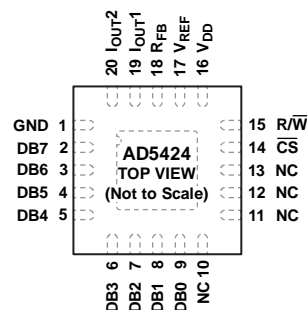 20 IOUT2
19 IOUT1
18 RFB
17 VREF
16 VDD
GND 1
DB7 2
DB6 3
DB5 4
DB4 5
AD5424
TOP VIEW
(Not to Scale)
15 R/W̅
14 C̅S̅
13 NC
12 NC
11 NC
DB3 6
DB2 7
DB1 8
DB0 9
NC 10